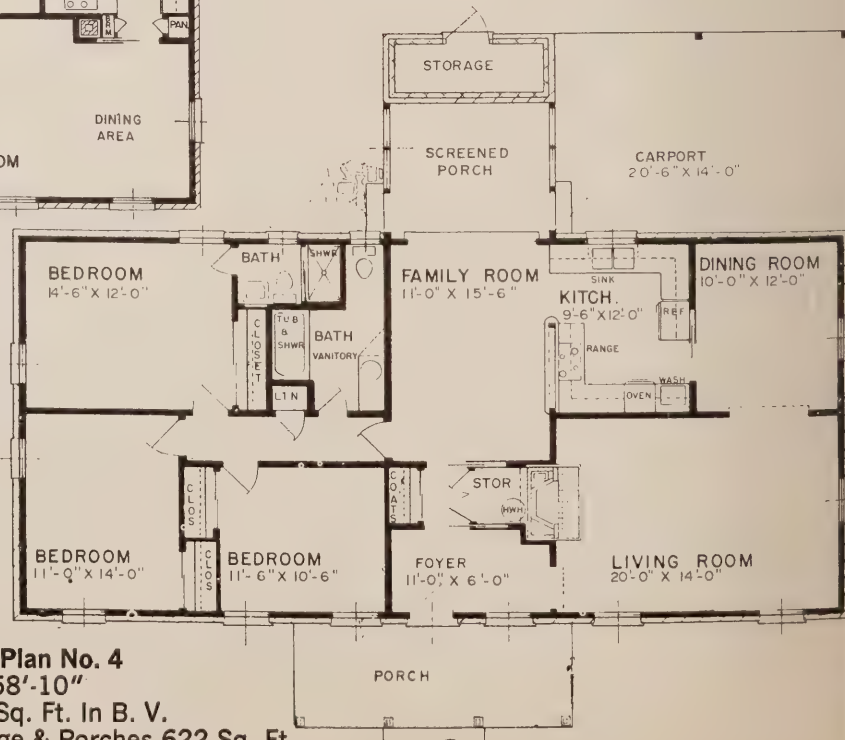 PAN.
DINING
AREA
STORAGE
SCREENED
PORCH
CARPORT
20'-6" X 14'-0"
BEDROOM
14'-6" X 12'-0"
BATH
SHWR
FAMILY ROOM
11'-0" X 15'-6"
SINK
KITCH.
9'-6" X 12'-0"
REF
DINING ROOM
10'-0" X 12'-0"
CLOSET
TUB
&
SHWR
BATH
VANITORY
RANGE
WASH
OVEN
LIN
CLOS
COATS
STOR
HWH
BEDROOM
11'-0" X 14'-0"
CLOS
BEDROOM
11'-6" X 10'-6"
FOYER
11'-0" X 6'-0"
LIVING ROOM
20'-0" X 14'-0"
PORCH
Plan No. 4
58'-10"
Sq. Ft. In B. V.
& Porches 622 Sq. Ft.